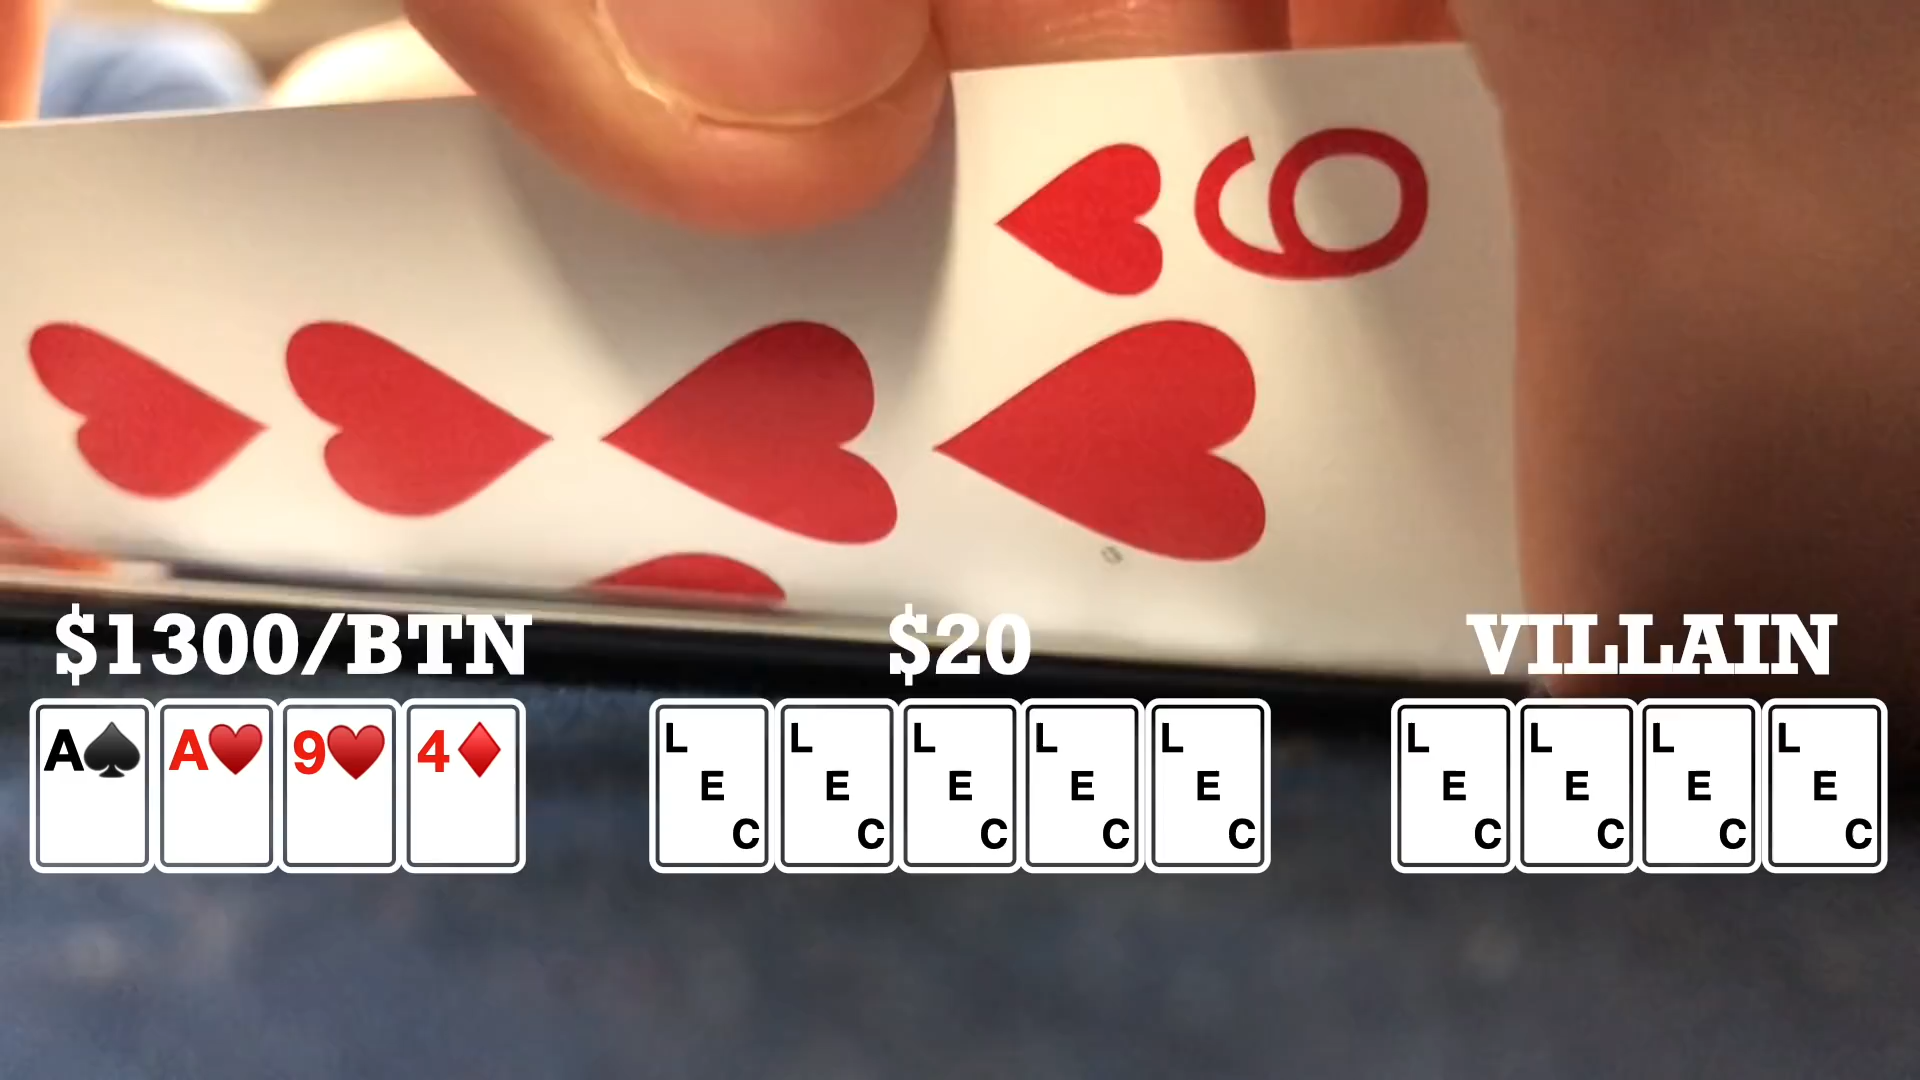 9
$1300/BTN
A♠ A♥ 9♥ 4♦
$20
LEC LEC LEC LEC LEC
VILLAIN
LEC LEC LEC LEC